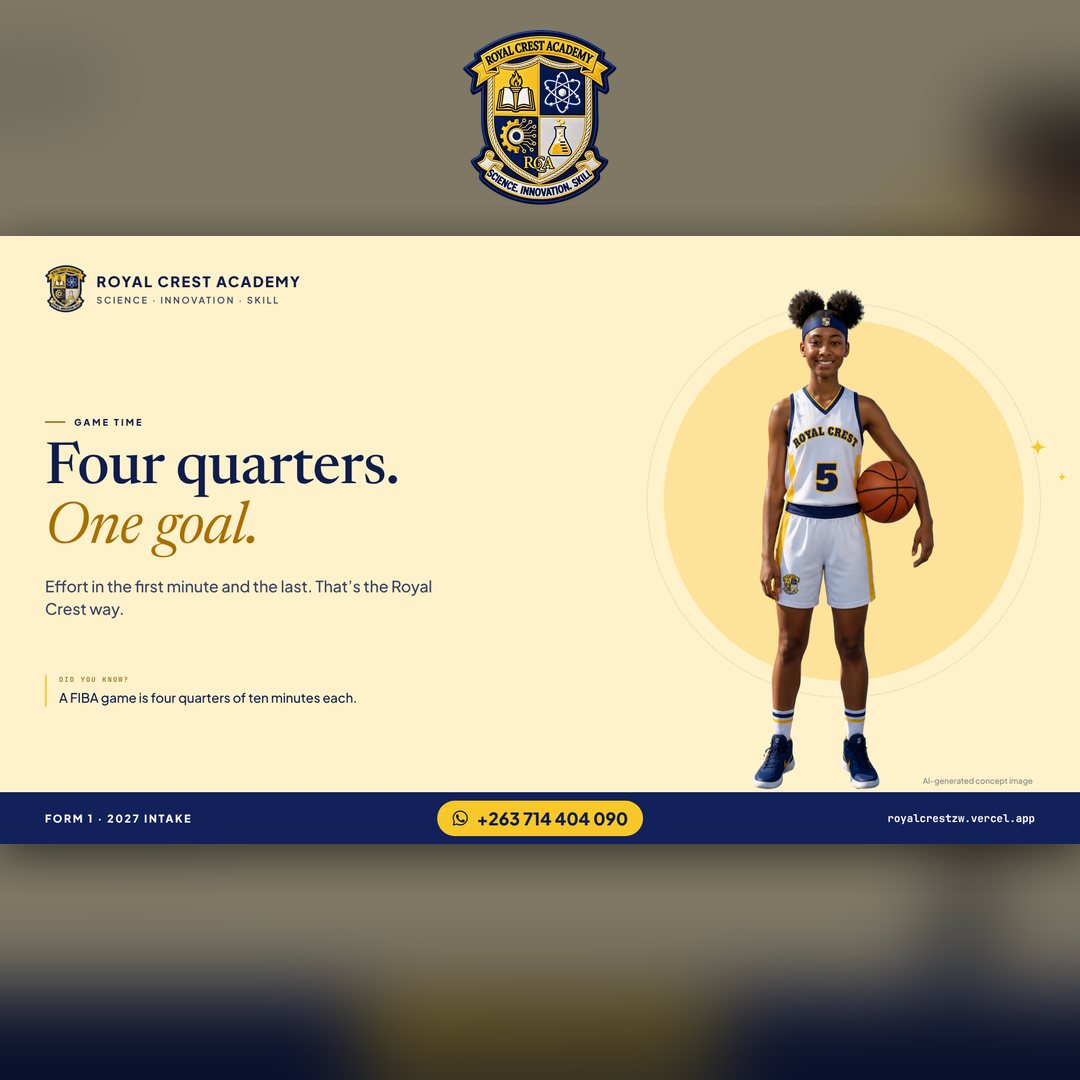 ROYAL CREST ACADEMY
RCA
SCIENCE. INNOVATION. SKILL
ROYAL CREST ACADEMY
SCIENCE · INNOVATION · SKILL
GAME TIME
Four quarters.
One goal.
Effort in the first minute and the last. That’s the Royal
Crest way.
DID YOU KNOW?
A FIBA game is four quarters of ten minutes each.
ROYAL CREST
5
AI-generated concept image
FORM 1 · 2027 INTAKE
+263 714 404 090
royalcrestzw.vercel.app